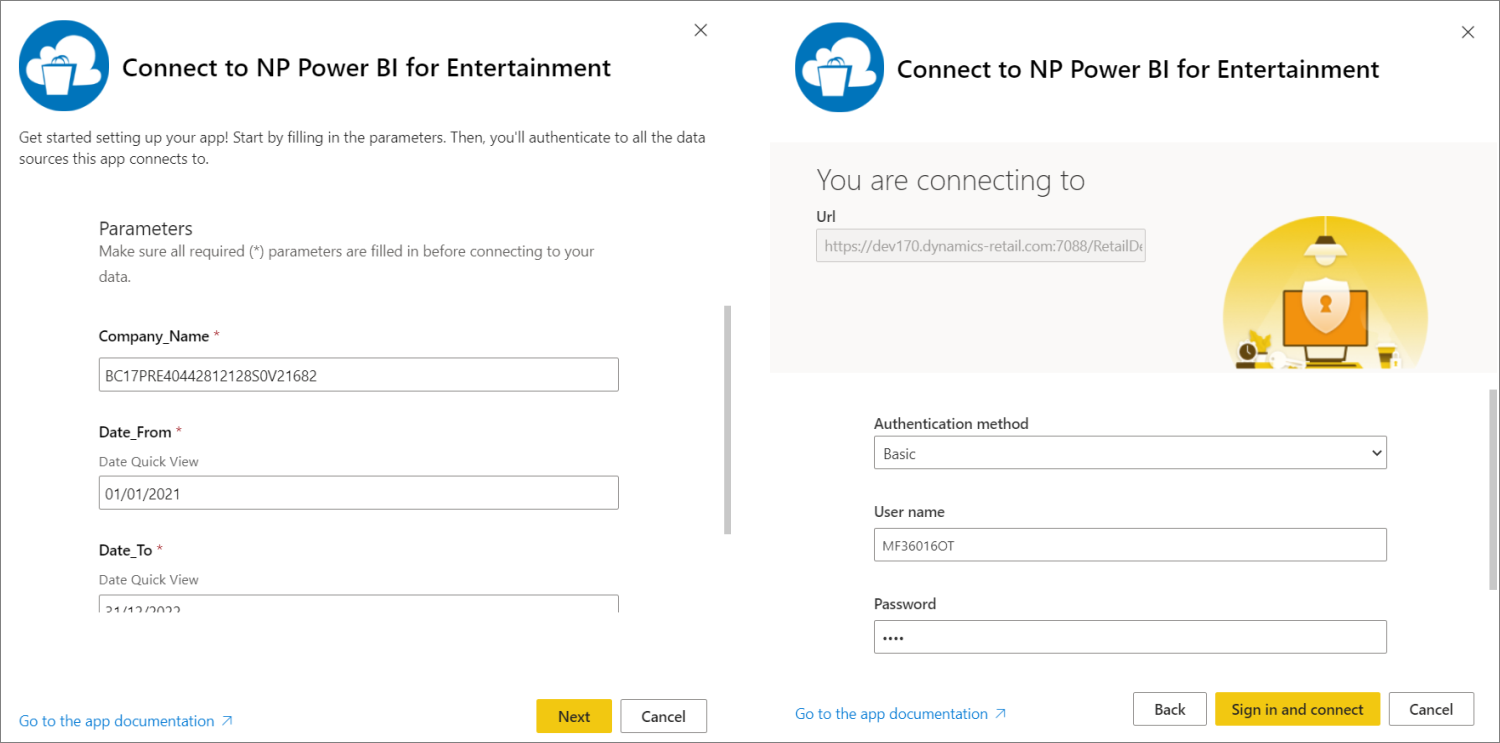 Connect to NP Power BI for Entertainment
Get started setting up your app! Start by filling in the parameters. Then, you'll authenticate to all the data
sources this app connects to.
Parameters
Make sure all required (*) parameters are filled in before connecting to your
data.
Company_Name *
BC17PRE40442812128S0V21682
Date_From *
Date Quick View
01/01/2021
Date_To *
Date Quick View
31/12/2022
Go to the app documentation
Next
Cancel
Connect to NP Power BI for Entertainment
You are connecting to
Url
https://dev170.dynamics-retail.com:7088/RetailDe
Authentication method
Basic
User name
MF36016OT
Password
••••
Go to the app documentation
Back
Sign in and connect
Cancel